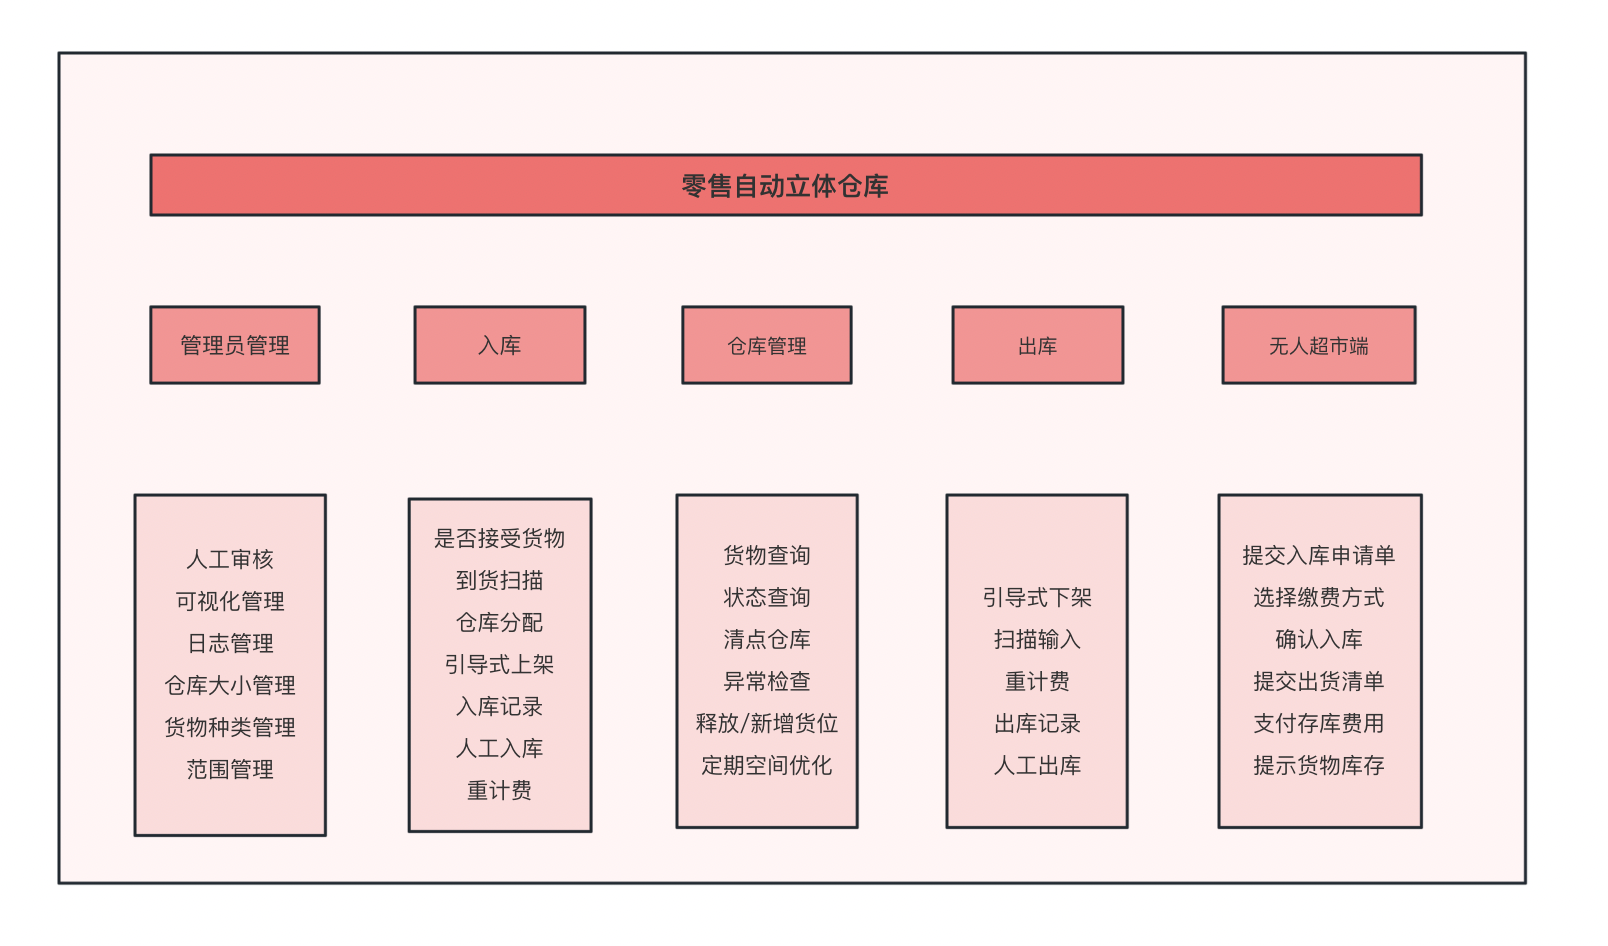 零售自动立体仓库
管理员管理
入库
仓库管理
出库
无人超市端
人工审核
可视化管理
日志管理
仓库大小管理
货物种类管理
范围管理
是否接受货物
到货扫描
仓库分配
引导式上架
入库记录
人工入库
重计费
货物查询
状态查询
清点仓库
异常检查
释放/新增货位
定期空间优化
引导式下架
扫描输入
重计费
出库记录
人工出库
提交入库申请单
选择缴费方式
确认入库
提交出货清单
支付存库费用
提示货物库存